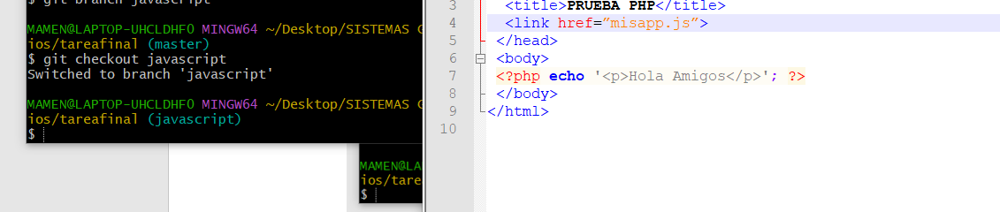 $ git branch javascript
MAMEN@LAPTOP-UHCLDHF0 MINGW64 ~/Desktop/SISTEMAS
ios/tareafinal (master)
$ git checkout javascript
Switched to branch 'javascript'
MAMEN@LAPTOP-UHCLDHF0 MINGW64 ~/Desktop/SISTEMAS
ios/tareafinal (javascript)
$
MAMEN@LA
ios/tare
$
3 <title>PRUEBA PHP</title>
4 <link href=”misapp.js”>
5 </head>
6 <body>
7 <?php echo '<p>Hola Amigos</p>'; ?>
8 </body>
9 </html>
10